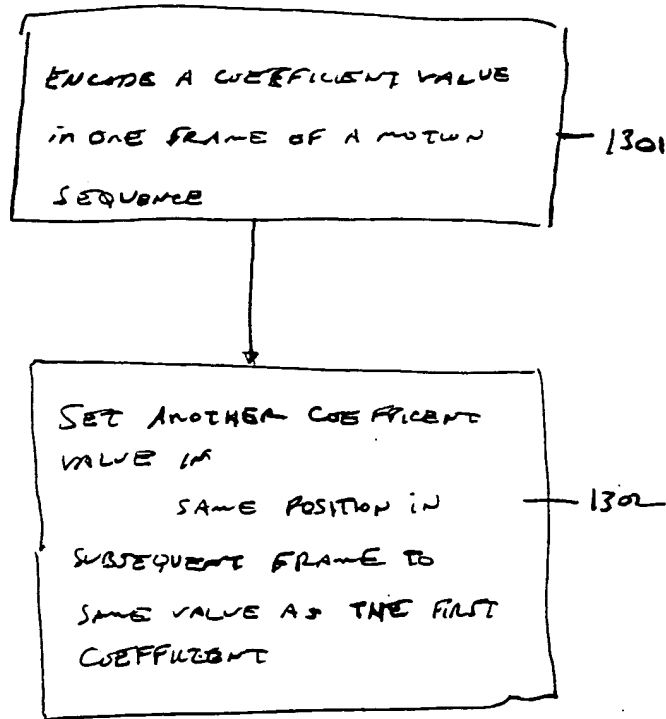 ENCODE A COEFFICIENT VALUE
in ONE FRAME OF A MOTION
SEQUENCE
1301
SET ANOTHER COEFFICENT
VALUE IN
SAME POSITION iN
SUBSEQUENT FRAME TO
SAME VALUE AS THE FIRST
COEFFICIENT
1302